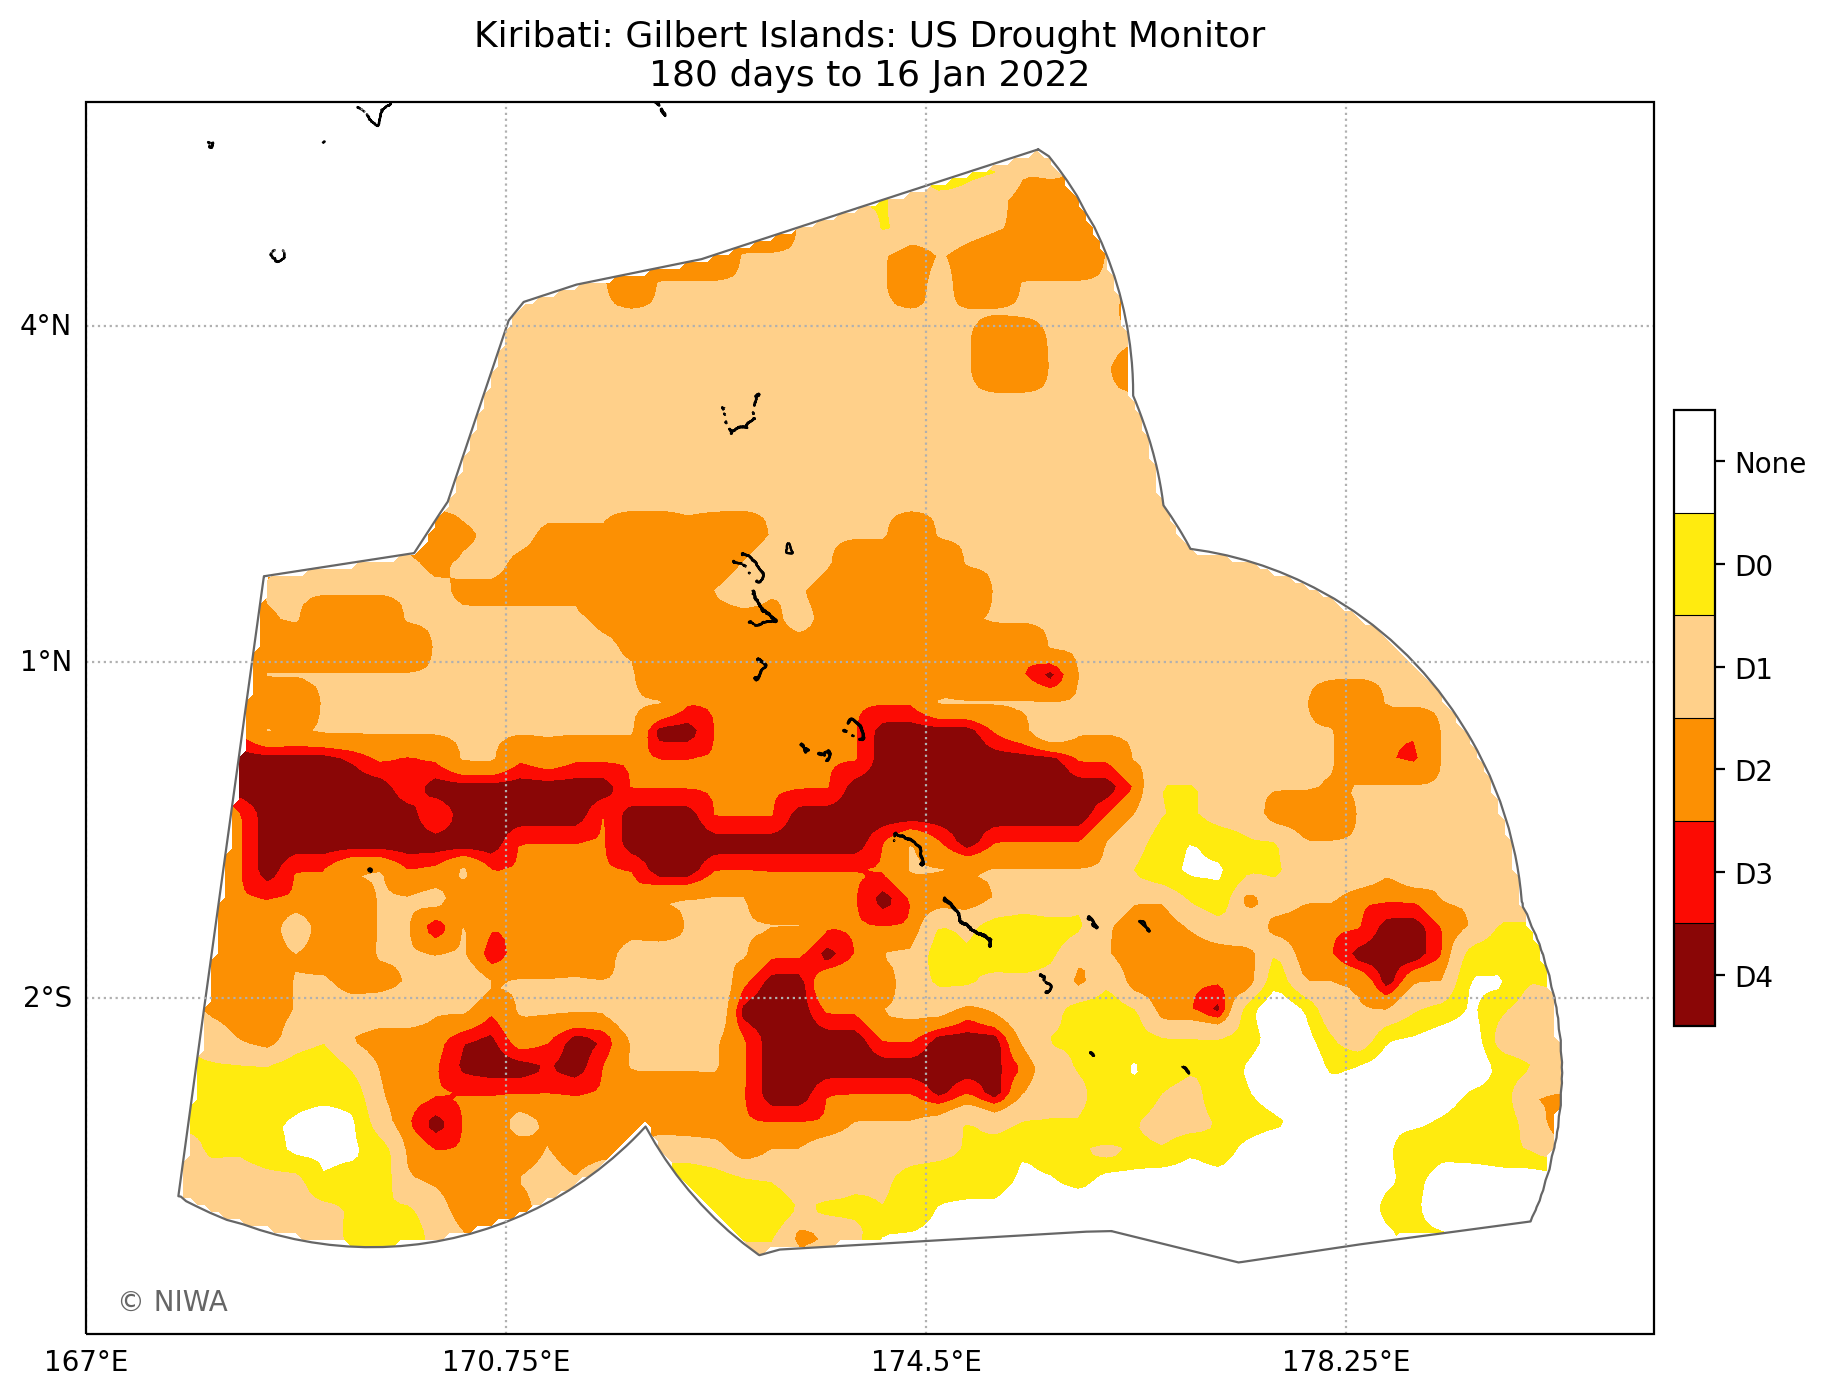 Kiribati: Gilbert Islands: US Drought Monitor
180 days to 16 Jan 2022
4°N
1°N
2°S
167°E
170.75°E
174.5°E
178.25°E
None
D0
D1
D2
D3
D4
© NIWA